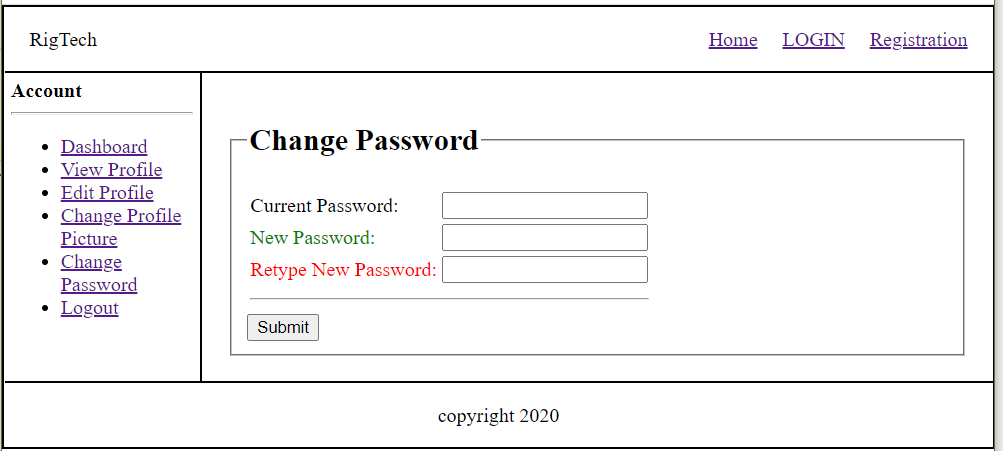 RigTech
Home LOGIN Registration
Account
Dashboard
View Profile
Edit Profile
Change Profile
Picture
Change
Password
Logout
Change Password
Current Password:
New Password:
Retype New Password:
Submit
copyright 2020